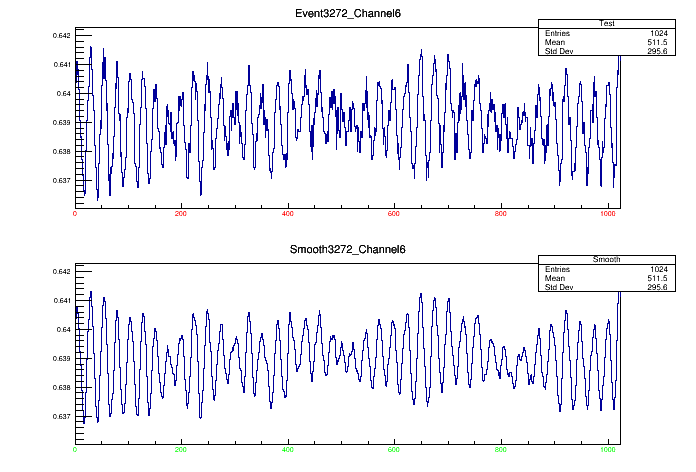 Event3272_Channel6
Test
Entries 1024
Mean 511.5
Std Dev 295.6
0.642
0.641
0.64
0.639
0.638
0.637
0 200 400 600 800 1000
Smooth3272_Channel6
Smooth
Entries 1024
Mean 511.5
Std Dev 295.6
0.642
0.641
0.64
0.639
0.638
0.637
0 200 400 600 800 1000